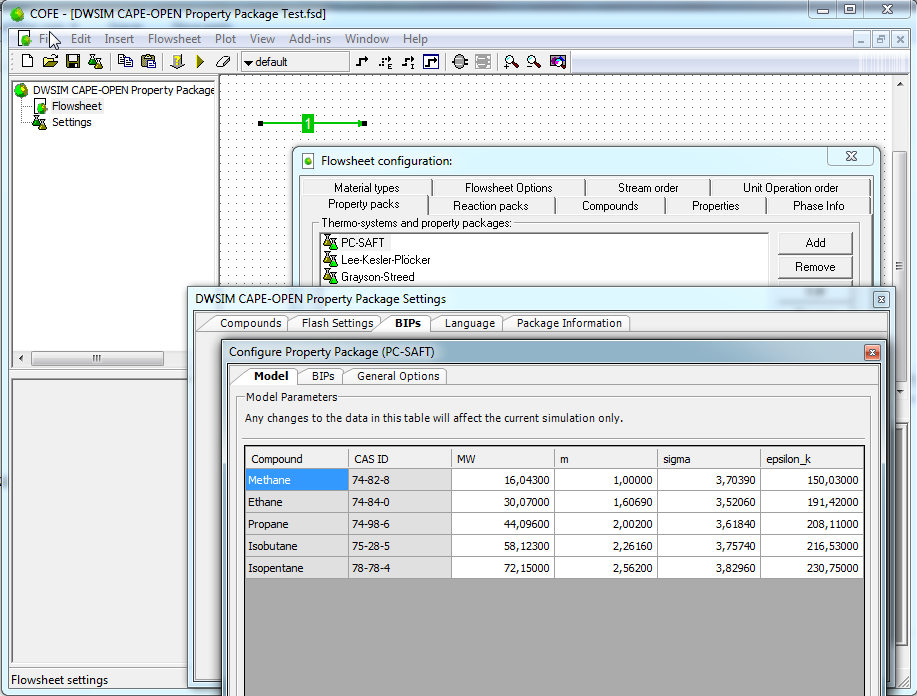 COFE - [DWSIM CAPE-OPEN Property Package Test.fsd]
File Edit Insert Flowsheet Plot View Add-ins Window Help
default
DWSIM CAPE-OPEN Property Package
Flowsheet
Settings
1
Flowsheet configuration:
Material types Flowsheet Options Stream order Unit Operation order
Property packs Reaction packs Compounds Properties Phase Info
Thermo-systems and property packages:
PC-SAFT
Lee-Kesler-Plöcker
Grayson-Streed
Add
Remove
DWSIM CAPE-OPEN Property Package Settings
Compounds Flash Settings BIPs Language Package Information
Configure Property Package (PC-SAFT)
Model BIPs General Options
Model Parameters
Any changes to the data in this table will affect the current simulation only.
Compound CAS ID MW m sigma epsilon_k
Methane 74-82-8 16,04300 1,00000 3,70390 150,03000
Ethane 74-84-0 30,07000 1,60690 3,52060 191,42000
Propane 74-98-6 44,09600 2,00200 3,61840 208,11000
Isobutane 75-28-5 58,12300 2,26160 3,75740 216,53000
Isopentane 78-78-4 72,15000 2,56200 3,82960 230,75000
Flowsheet settings